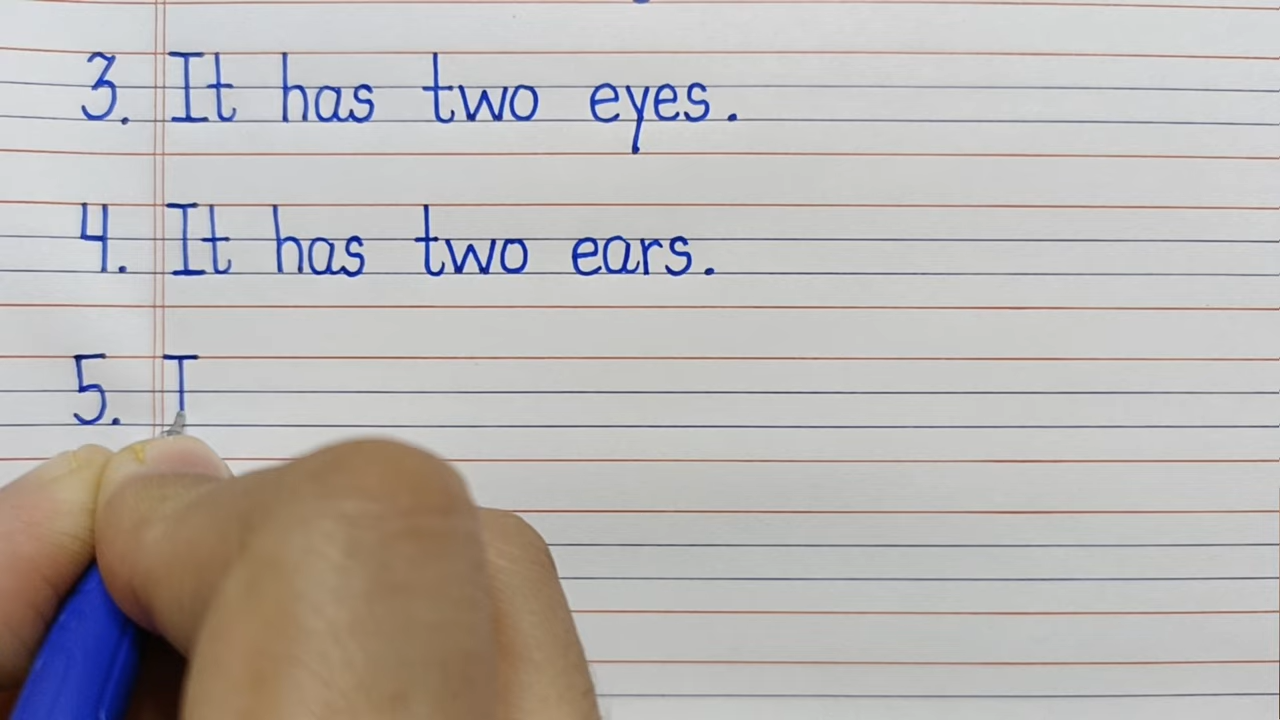 3. It has two eyes.
4. It has two ears.
5. I